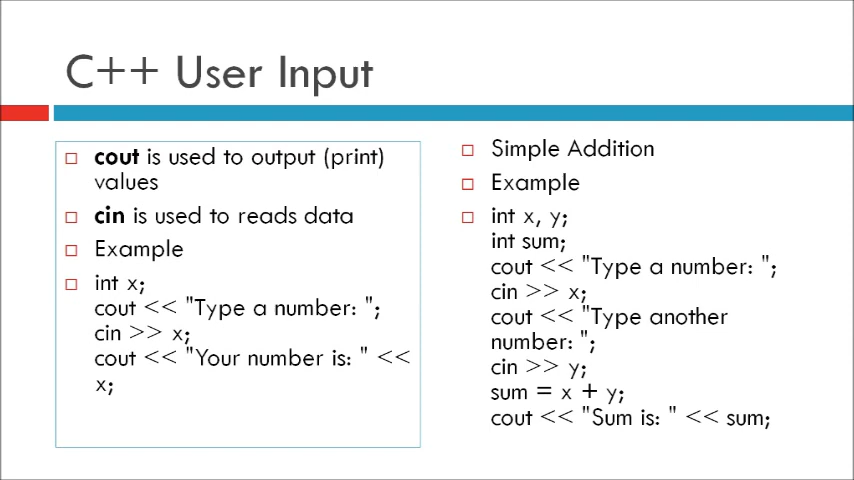 C++ User Input
cout is used to output (print)
values
cin is used to reads data
Example
int x;
cout << "Type a number: ";
cin >> x;
cout << "Your number is: " <<
x;
Simple Addition
Example
int x, y;
int sum;
cout << "Type a number: ";
cin >> x;
cout << "Type another
number: ";
cin >> y;
sum = x + y;
cout << "Sum is: " << sum;